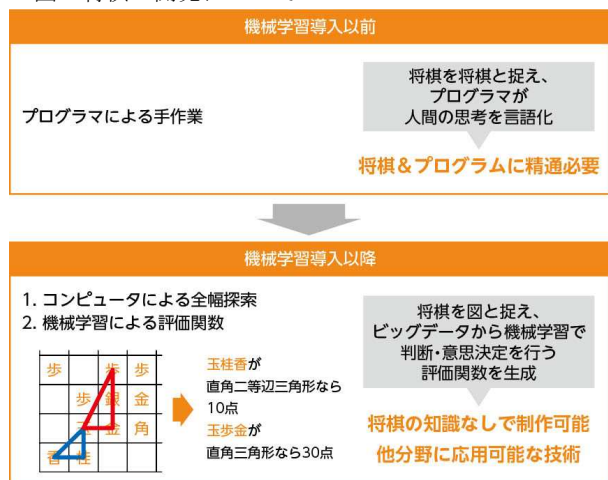 機械学習導入以前
プログラマによる手作業
将棋を将棋と捉え、
プログラマが
人間の思考を言語化
将棋&プログラムに精通必要
機械学習導入以降
1. コンピュータによる全幅探索
2. 機械学習による評価関数
歩 歩 歩
歩 銀 金
玉 金 角
香 桂
玉桂香が
直角二等辺三角形なら
10点
玉歩金が
直角三角形なら30点
将棋を図と捉え、
ビッグデータから機械学習で
判断・意思決定を行う
評価関数を生成
将棋の知識なしで制作可能
他分野に応用可能な技術